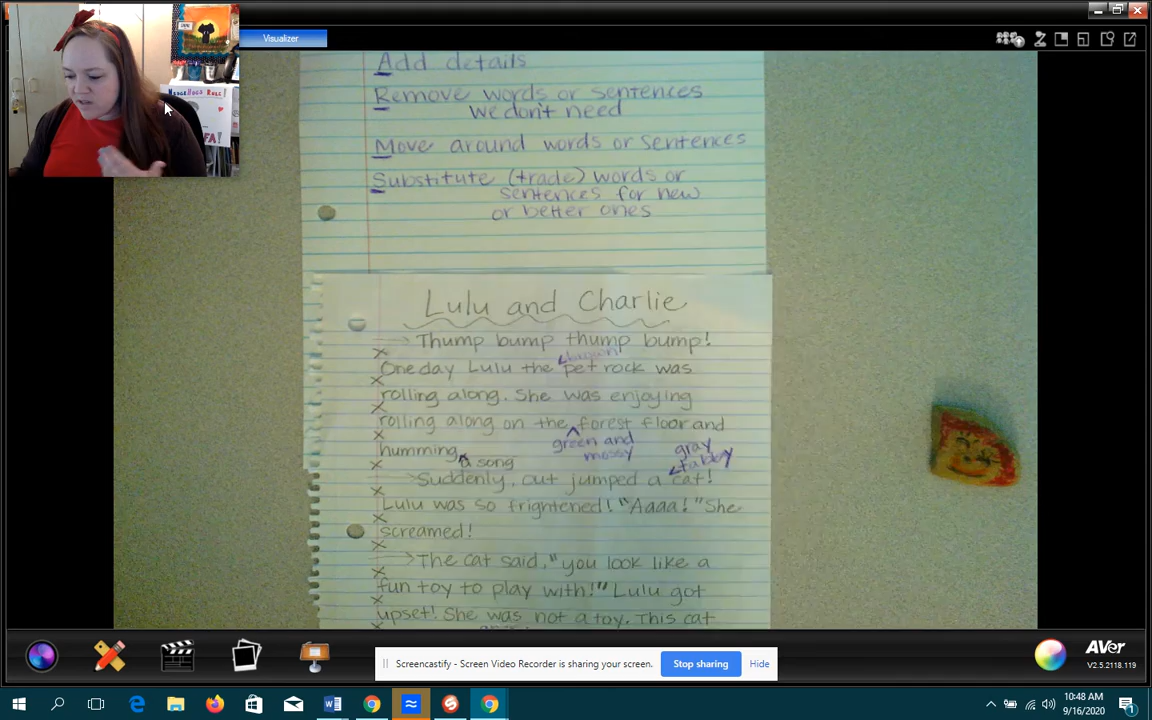 Visualizer
Add details
Remove words or sentences
we don't need
Move around words or sentences
Substitute (trade) words or
sentences for new
or better ones
Lulu and Charlie
Thump bump thump bump!
brown
One day Lulu the pet rock was
rolling along. She was enjoying
rolling along on the forest floor and
green and
mossy
humming
a song
gray
tabby
Suddenly, out jumped a cat!
Lulu was so frightened! "Aaaa!" She
screamed!
The cat said, "you look like a
fun toy to play with!" Lulu got
upset! She was not a toy. This cat
Screencastify - Screen Video Recorder is sharing your screen.
Stop sharing
Hide
AVer
V2.5.2118.119
10:48 AM
9/16/2020